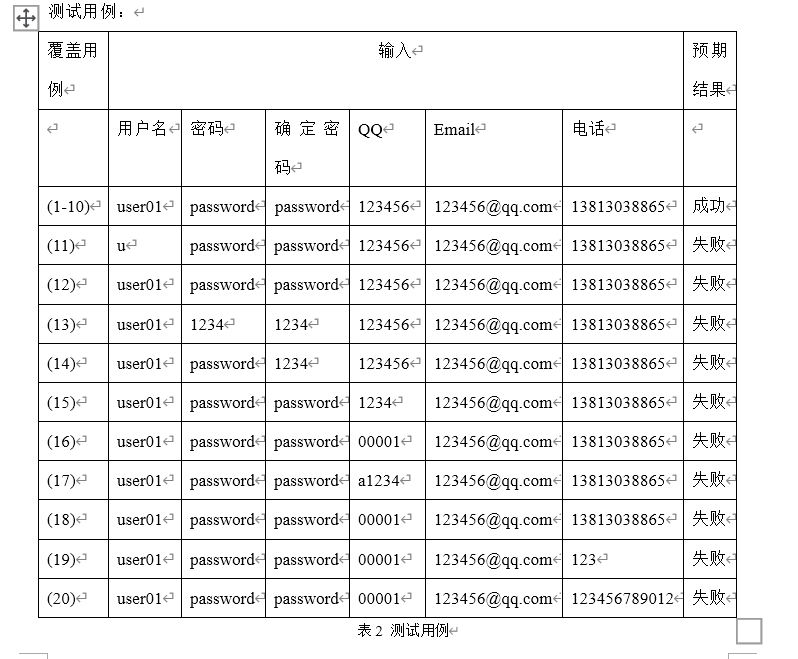 测试用例：
覆盖用例 输入 预期结果
用户名 密码 确定密码 QQ Email 电话
(1-10) user01 password password 123456 123456@qq.com 13813038865 成功
(11) u password password 123456 123456@qq.com 13813038865 失败
(12) user01 password password 123456 123456@qq.com 13813038865 失败
(13) user01 1234 1234 123456 123456@qq.com 13813038865 失败
(14) user01 password 1234 123456 123456@qq.com 13813038865 失败
(15) user01 password password 1234 123456@qq.com 13813038865 失败
(16) user01 password password 00001 123456@qq.com 13813038865 失败
(17) user01 password password a1234 123456@qq.com 13813038865 失败
(18) user01 password password 00001 123456@qq.com 13813038865 失败
(19) user01 password password 00001 123456@qq.com 123 失败
(20) user01 password password 00001 123456@qq.com 123456789012 失败
表 2 测试用例